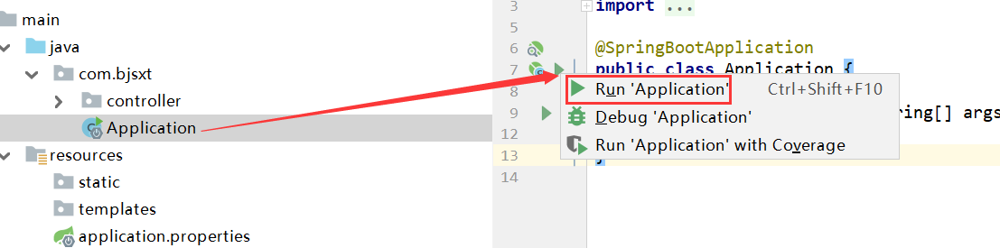 main
java
com.bjsxt
controller
Application
resources
static
templates
application.properties
3 import ...
6 @SpringBootApplication
7 public class Application {
8 Run 'Application' Ctrl+Shift+F10
9 ring[] args
Debug 'Application'
12 Run 'Application' with Coverage
13 }
14